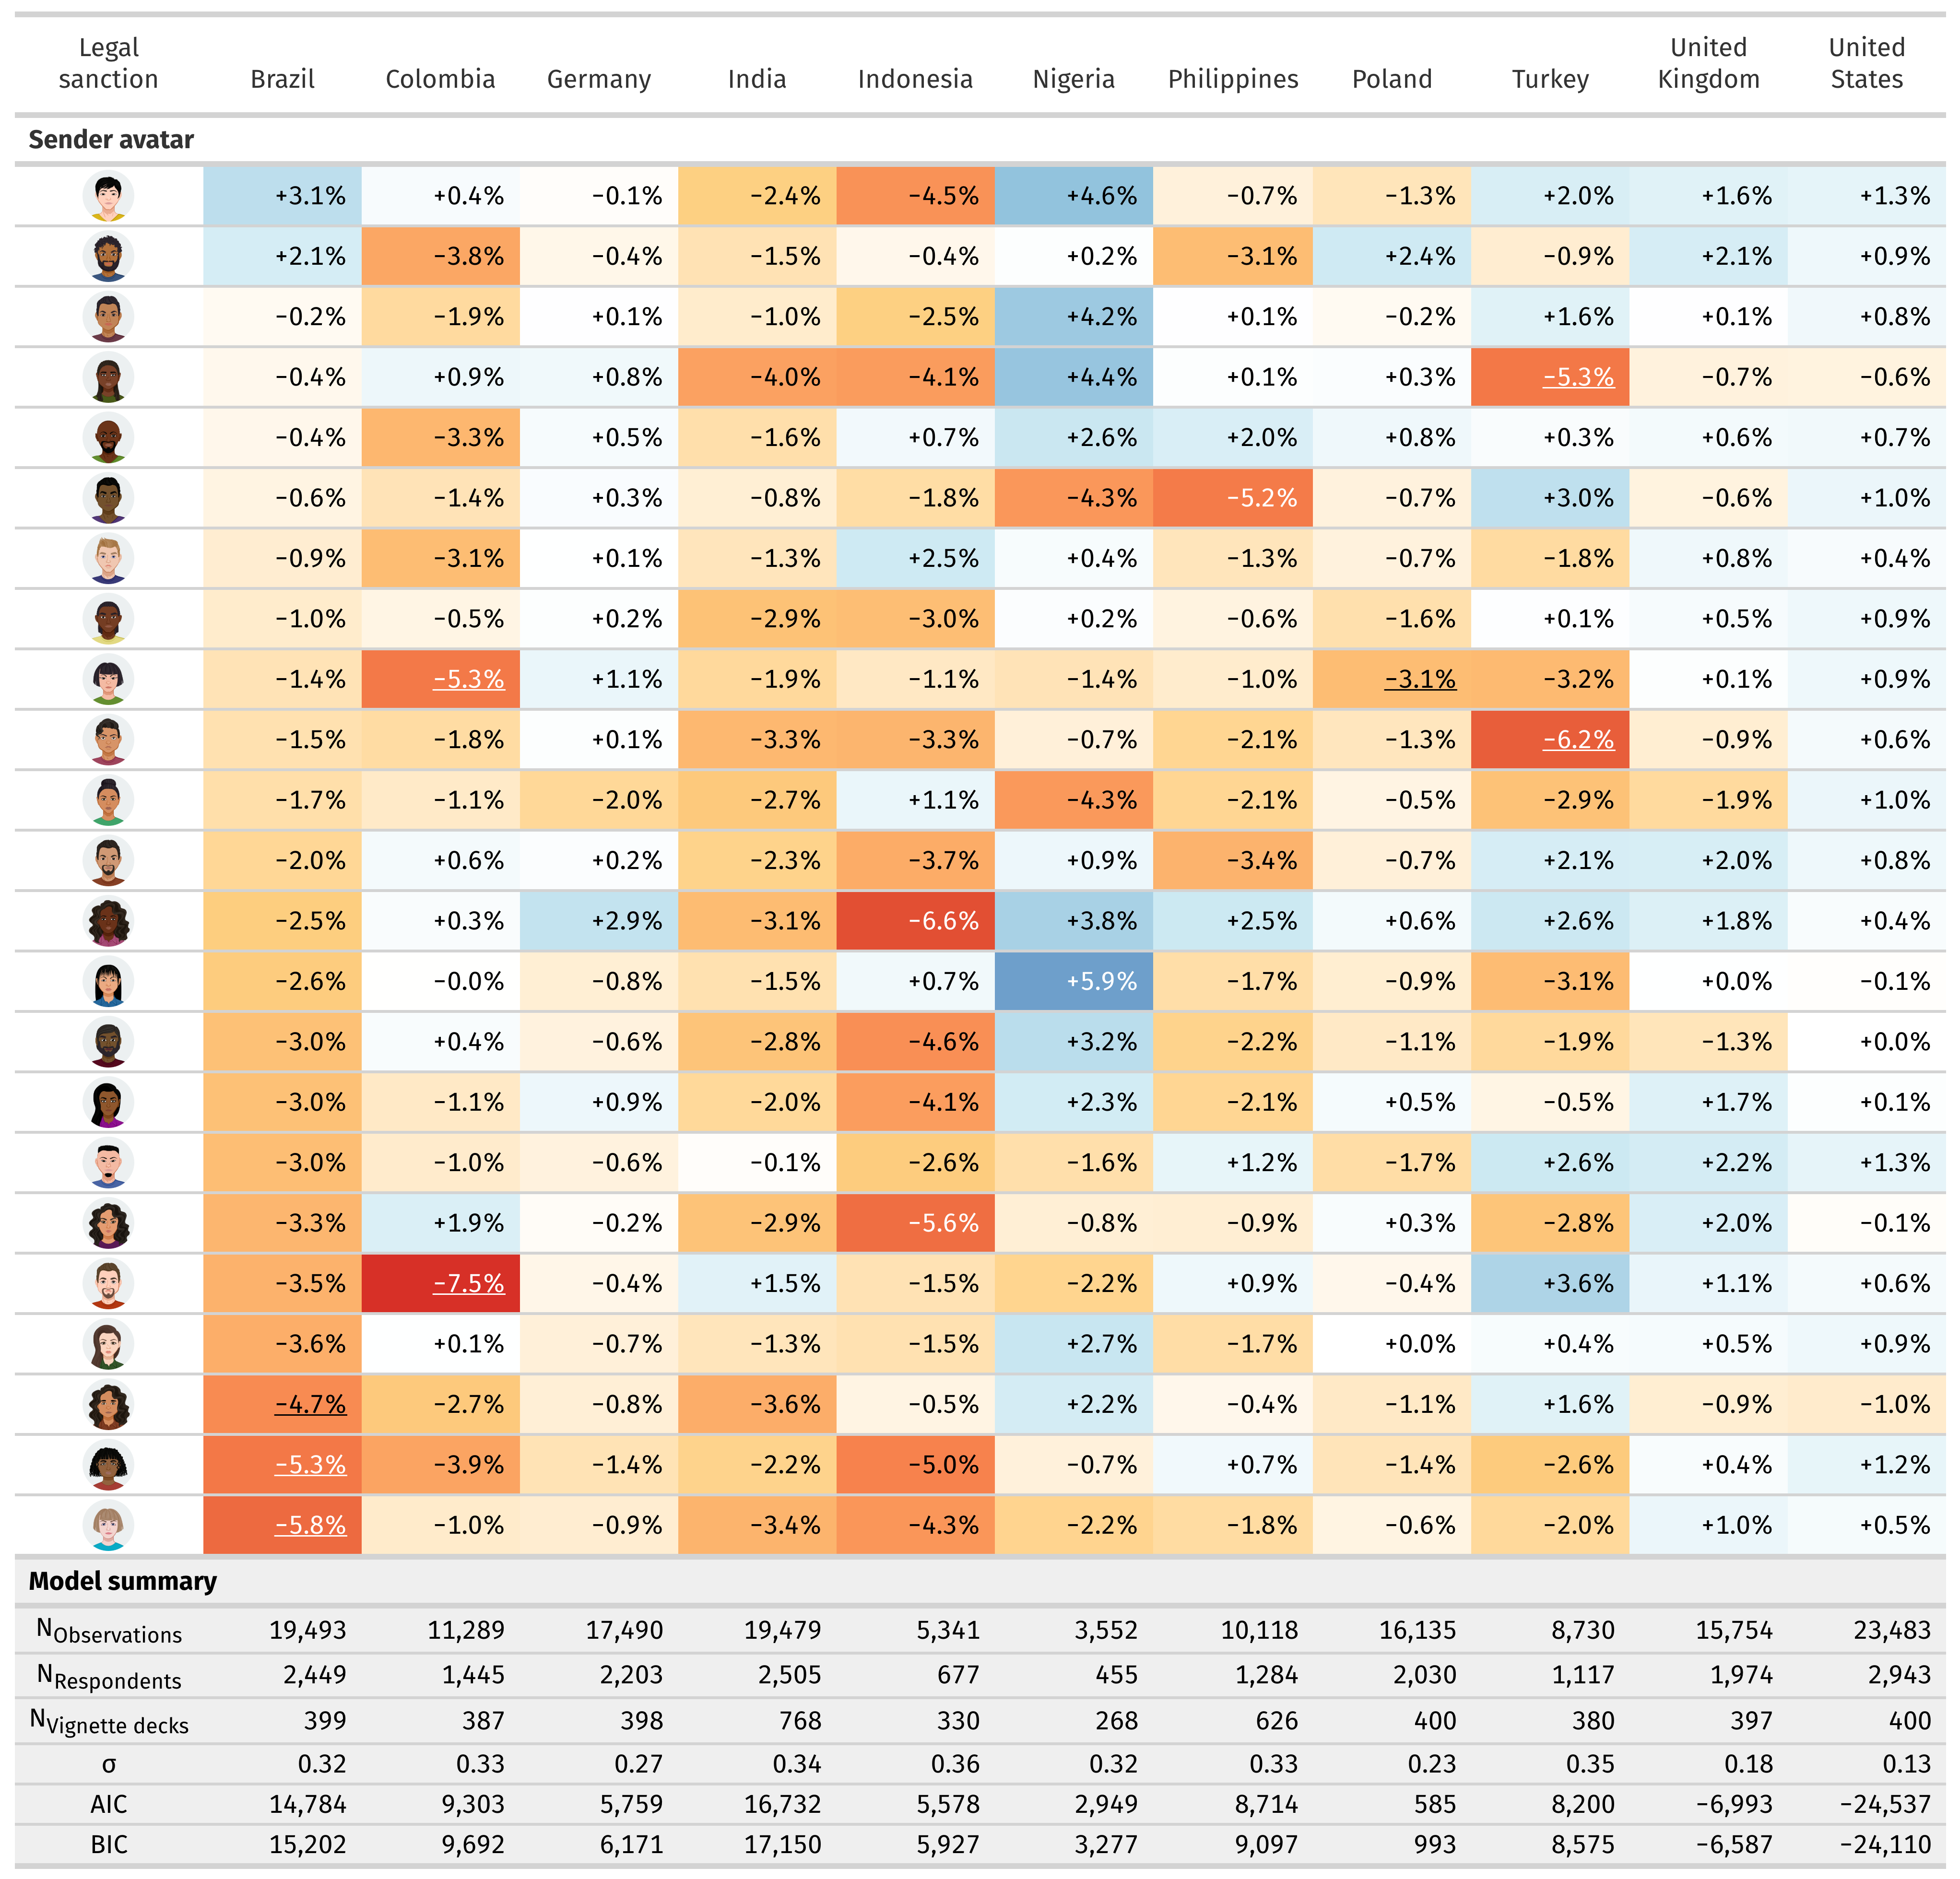 Legal sanction Brazil Colombia Germany India Indonesia Nigeria Philippines Poland Turkey United Kingdom United States
Sender avatar
+3.1% +0.4% −0.1% −2.4% −4.5% +4.6% −0.7% −1.3% +2.0% +1.6% +1.3%
+2.1% −3.8% −0.4% −1.5% −0.4% +0.2% −3.1% +2.4% −0.9% +2.1% +0.9%
−0.2% −1.9% +0.1% −1.0% −2.5% +4.2% +0.1% −0.2% +1.6% +0.1% +0.8%
−0.4% +0.9% +0.8% −4.0% −4.1% +4.4% +0.1% +0.3% −5.3% −0.7% −0.6%
−0.4% −3.3% +0.5% −1.6% +0.7% +2.6% +2.0% +0.8% +0.3% +0.6% +0.7%
−0.6% −1.4% +0.3% −0.8% −1.8% −4.3% −5.2% −0.7% +3.0% −0.6% +1.0%
−0.9% −3.1% +0.1% −1.3% +2.5% +0.4% −1.3% −0.7% −1.8% +0.8% +0.4%
−1.0% −0.5% +0.2% −2.9% −3.0% +0.2% −0.6% −1.6% +0.1% +0.5% +0.9%
−1.4% −5.3% +1.1% −1.9% −1.1% −1.4% −1.0% −3.1% −3.2% +0.1% +0.9%
−1.5% −1.8% +0.1% −3.3% −3.3% −0.7% −2.1% −1.3% −6.2% −0.9% +0.6%
−1.7% −1.1% −2.0% −2.7% +1.1% −4.3% −2.1% −0.5% −2.9% −1.9% +1.0%
−2.0% +0.6% +0.2% −2.3% −3.7% +0.9% −3.4% −0.7% +2.1% +2.0% +0.8%
−2.5% +0.3% +2.9% −3.1% −6.6% +3.8% +2.5% +0.6% +2.6% +1.8% +0.4%
−2.6% −0.0% −0.8% −1.5% +0.7% +5.9% −1.7% −0.9% −3.1% +0.0% −0.1%
−3.0% +0.4% −0.6% −2.8% −4.6% +3.2% −2.2% −1.1% −1.9% −1.3% +0.0%
−3.0% −1.1% +0.9% −2.0% −4.1% +2.3% −2.1% +0.5% −0.5% +1.7% +0.1%
−3.0% −1.0% −0.6% −0.1% −2.6% −1.6% +1.2% −1.7% +2.6% +2.2% +1.3%
−3.3% +1.9% −0.2% −2.9% −5.6% −0.8% −0.9% +0.3% −2.8% +2.0% −0.1%
−3.5% −7.5% −0.4% +1.5% −1.5% −2.2% +0.9% −0.4% +3.6% +1.1% +0.6%
−3.6% +0.1% −0.7% −1.3% −1.5% +2.7% −1.7% +0.0% +0.4% +0.5% +0.9%
−4.7% −2.7% −0.8% −3.6% −0.5% +2.2% −0.4% −1.1% +1.6% −0.9% −1.0%
−5.3% −3.9% −1.4% −2.2% −5.0% −0.7% +0.7% −1.4% −2.6% +0.4% +1.2%
−5.8% −1.0% −0.9% −3.4% −4.3% −2.2% −1.8% −0.6% −2.0% +1.0% +0.5%
Model summary
NObservations 19,493 11,289 17,490 19,479 5,341 3,552 10,118 16,135 8,730 15,754 23,483
NRespondents 2,449 1,445 2,203 2,505 677 455 1,284 2,030 1,117 1,974 2,943
NVignette decks 399 387 398 768 330 268 626 400 380 397 400
σ 0.32 0.33 0.27 0.34 0.36 0.32 0.33 0.23 0.35 0.18 0.13
AIC 14,784 9,303 5,759 16,732 5,578 2,949 8,714 585 8,200 −6,993 −24,537
BIC 15,202 9,692 6,171 17,150 5,927 3,277 9,097 993 8,575 −6,587 −24,110